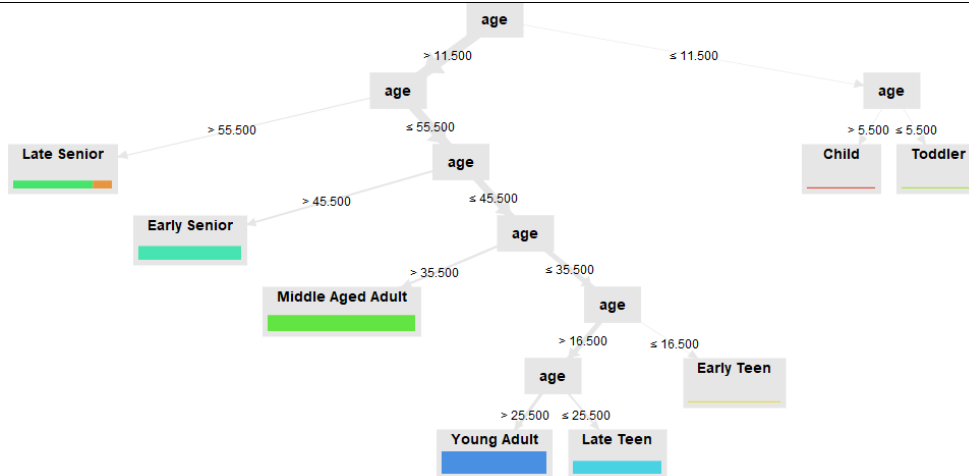 age
> 11.500
≤ 11.500
age
age
> 55.500
≤ 55.500
> 5.500
≤ 5.500
Late Senior
age
Child
Toddler
> 45.500
≤ 45.500
Early Senior
age
> 35.500
≤ 35.500
Middle Aged Adult
age
> 16.500
≤ 16.500
age
Early Teen
> 25.500
≤ 25.500
Young Adult
Late Teen